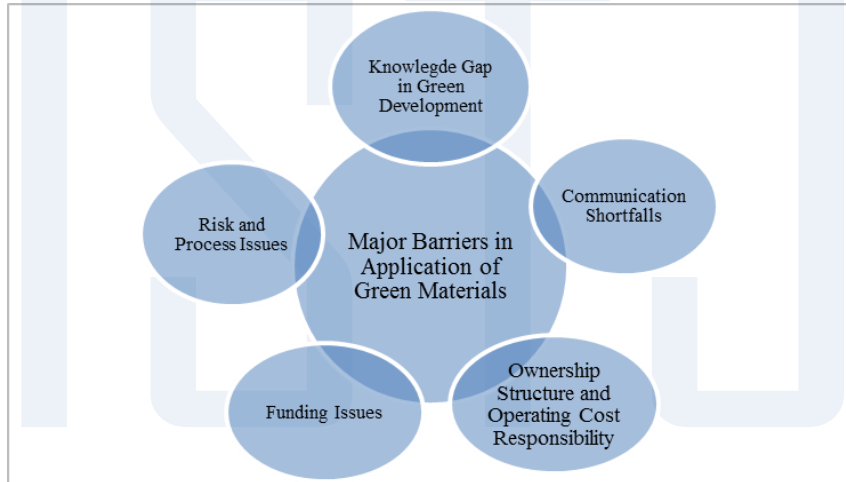 Knowlegde Gap
in Green
Development
Communication
Shortfalls
Risk and
Process Issues
Major Barriers in
Application of
Green Materials
Ownership
Structure and
Operating Cost
Responsibility
Funding Issues